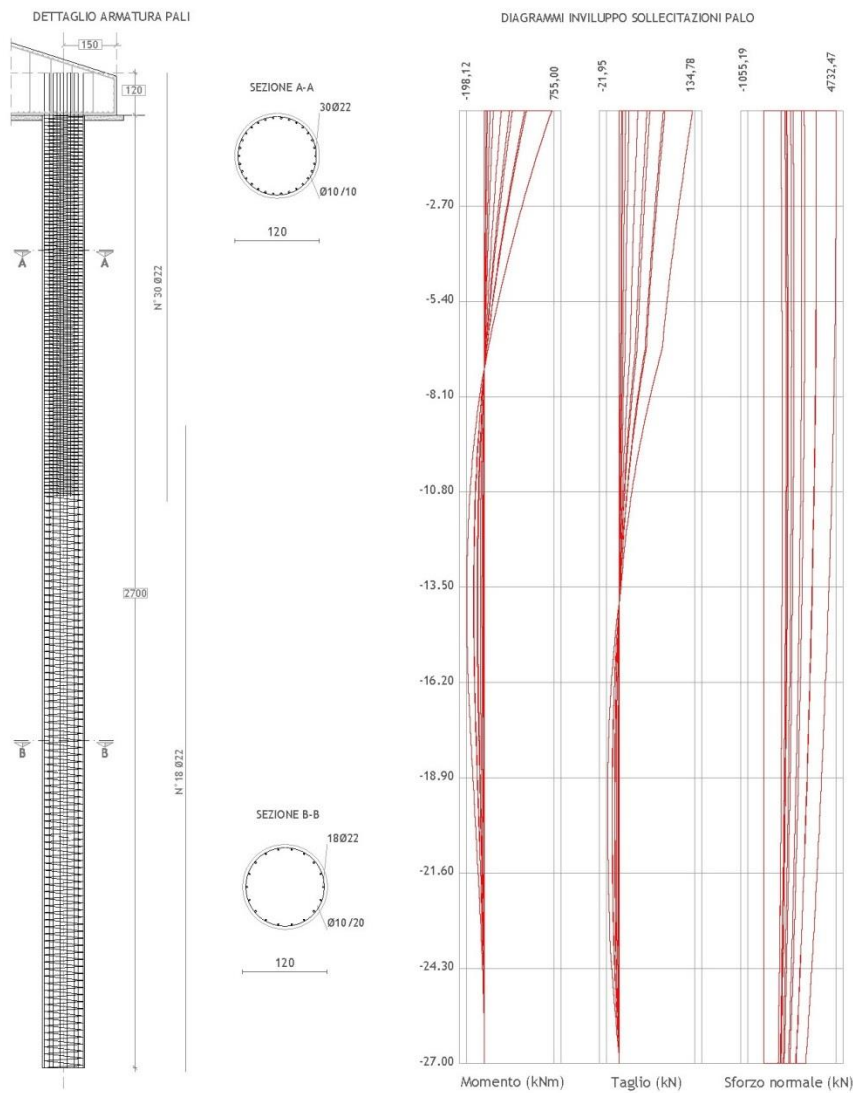 DETTAGLIO ARMATURA PALI
150
120
SEZIONE A-A
30Ø22
Ø10/10
120
A
A
N°30 Ø22
2700
B
B
N°18 Ø22
SEZIONE B-B
18Ø22
Ø10/20
120
DIAGRAMMI INVILUPPO SOLLECITAZIONI PALO
-198,12
755,00
-21,95
134,78
-1055,19
4732,47
-2.70
-5.40
-8.10
-10.80
-13.50
-16.20
-18.90
-21.60
-24.30
-27.00
Momento (kNm)
Taglio (kN)
Sforzo normale (kN)